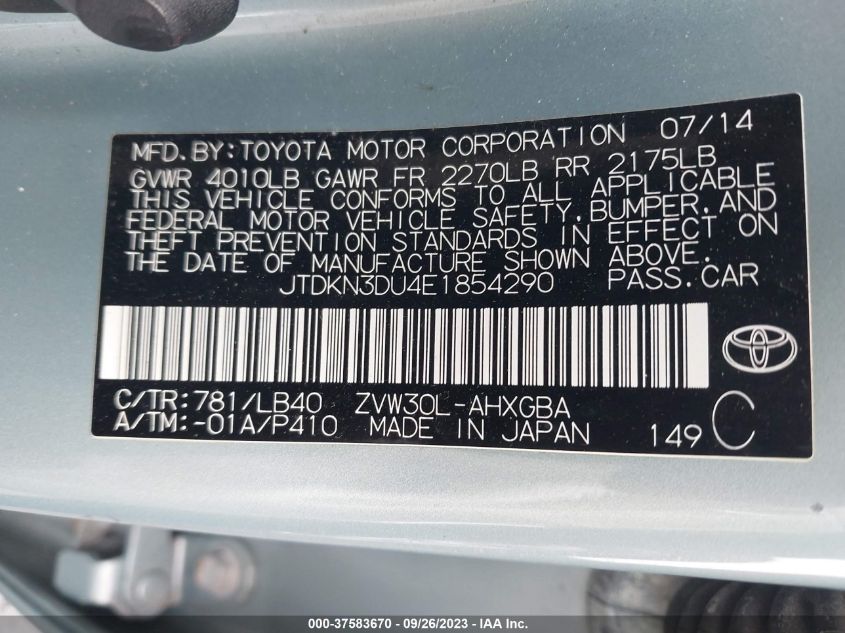 MFD. BY: TOYOTA MOTOR CORPORATION 07/14
GVWR 4010LB GAWR FR 2270LB RR 2175LB
THIS VEHICLE CONFORMS TO ALL APPLICABLE
FEDERAL MOTOR VEHICLE SAFETY, BUMPER, AND
THEFT PREVENTION STANDARDS IN EFFECT ON
THE DATE OF MANUFACTURE SHOWN ABOVE.
JTDKN3DU4E1854290 PASS. CAR
C/TR: 781/LB40 ZVW30L-AHXGBA
A/TM: -01A/P410 MADE IN JAPAN 149 C
000-37583670 - 09/26/2023 - IAA Inc.